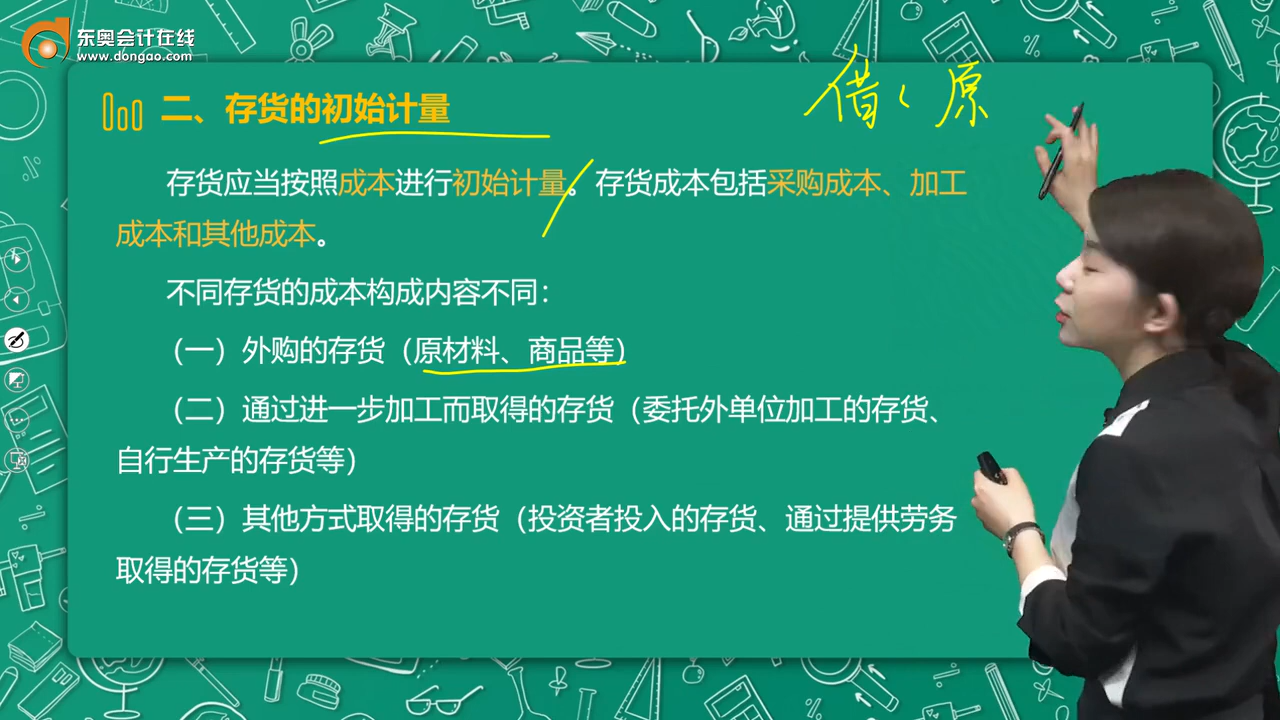 东奥会计在线
www.dongao.com
借：原
二、存货的初始计量
存货应当按照成本进行初始计量。存货成本包括采购成本、加工
成本和其他成本。
不同存货的成本构成内容不同：
（一）外购的存货（原材料、商品等）
（二）通过进一步加工而取得的存货（委托外单位加工的存货、
自行生产的存货等）
（三）其他方式取得的存货（投资者投入的存货、通过提供劳务
取得的存货等）